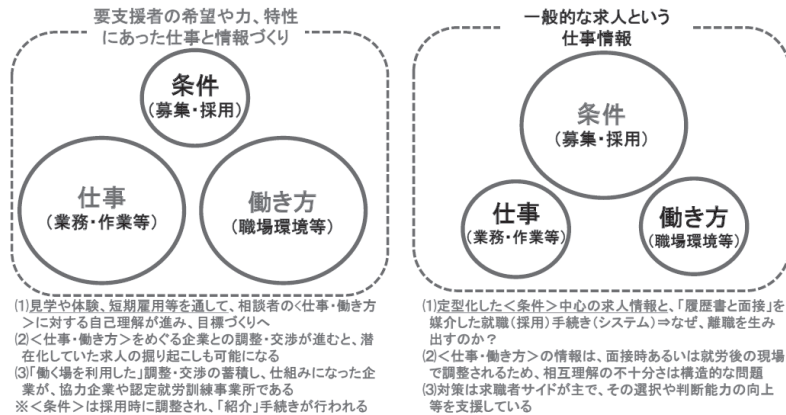 要支援者の希望や力、特性
にあった仕事と情報づくり
条件
(募集・採用)
仕事
(業務・作業等)
働き方
(職場環境等)
(1)見学や体験、短期雇用等を通して、相談者の<仕事・働き方
>に対する自己理解が進み、目標づくりへ
(2)<仕事・働き方>をめぐる企業との調整・交渉が進むと、潜
在化していた求人の掘り起こしも可能になる
(3)「働く場を利用した」調整・交渉の蓄積し、仕組みになった企
業が、協力企業や認定就労訓練事業所である
※<条件>は採用時に調整され、「紹介」手続きが行われる
一般的な求人という
仕事情報
条件
(募集・採用)
仕事
(業務・作業等)
働き方
(職場環境等)
(1)定型化した<条件>中心の求人情報と、「履歴書と面接」を
媒介した就職(採用)手続き(システム)⇒なぜ、離職を生み
出すのか?
(2)<仕事・働き方>の情報は、面接時あるいは就労後の現場
で調整されるため、相互理解の不十分さは構造的な問題
(3)対策は求職者サイドが主で、その選択や判断能力の向上
等を支援している